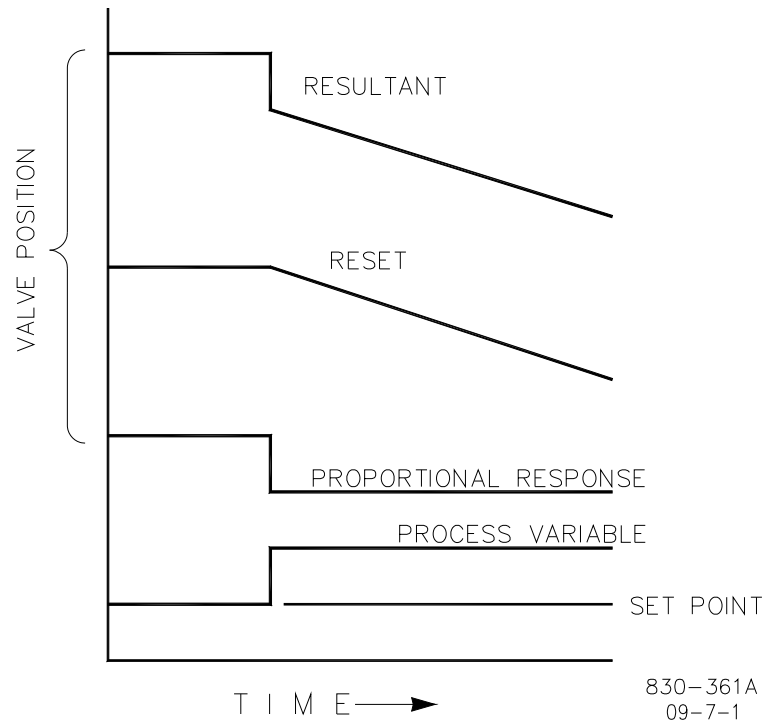 RESULTANT
VALVE POSITION
RESET
PROPORTIONAL RESPONSE
PROCESS VARIABLE
SET POINT
TIME
830-361A
09-7-1